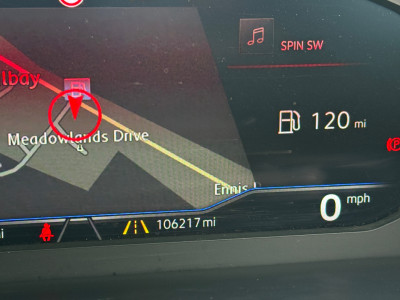 SPIN SW
lbay
120 mi
Meadowlands Drive
Ennis
0 mph
106217 mi